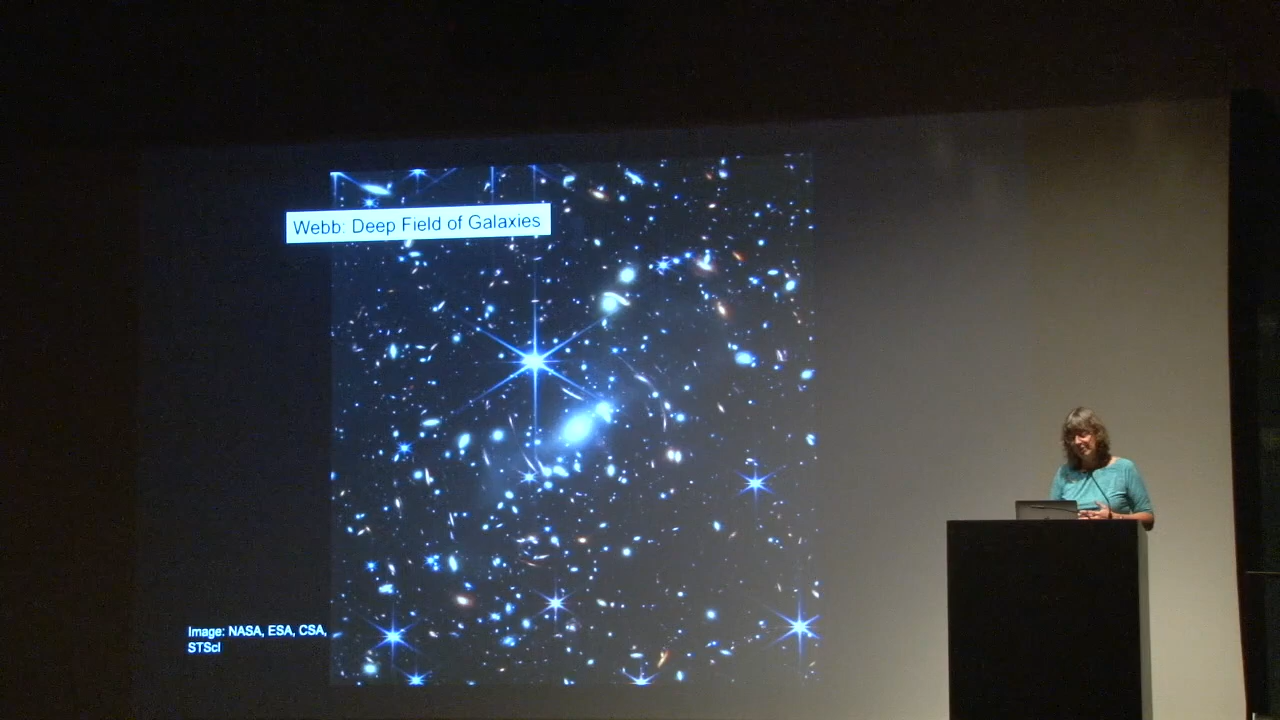 Webb: Deep Field of Galaxies
Image: NASA, ESA, CSA,
STScI